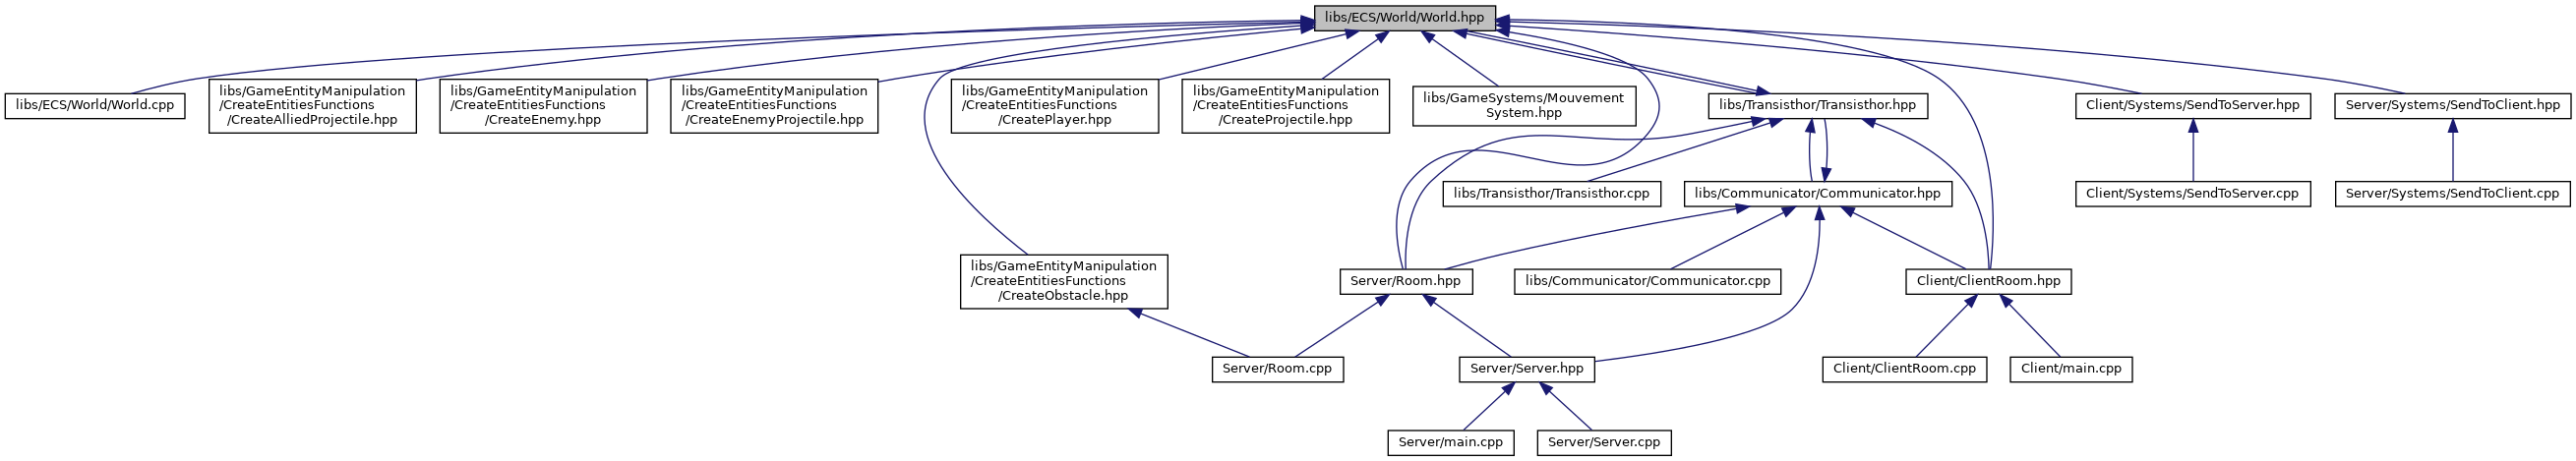 libs/ECS/World/World.hpp
libs/ECS/World/World.cpp
libs/GameEntityManipulation
/CreateEntitiesFunctions
/CreateAlliedProjectile.hpp
libs/GameEntityManipulation
/CreateEntitiesFunctions
/CreateEnemy.hpp
libs/GameEntityManipulation
/CreateEntitiesFunctions
/CreateEnemyProjectile.hpp
libs/GameEntityManipulation
/CreateEntitiesFunctions
/CreatePlayer.hpp
libs/GameEntityManipulation
/CreateEntitiesFunctions
/CreateProjectile.hpp
libs/GameSystems/Mouvement
System.hpp
libs/Transisthor/Transisthor.hpp
Client/Systems/SendToServer.hpp
Server/Systems/SendToClient.hpp
libs/Transisthor/Transisthor.cpp
libs/Communicator/Communicator.hpp
Client/Systems/SendToServer.cpp
Server/Systems/SendToClient.cpp
libs/GameEntityManipulation
/CreateEntitiesFunctions
/CreateObstacle.hpp
Server/Room.hpp
libs/Communicator/Communicator.cpp
Client/ClientRoom.hpp
Server/Room.cpp
Server/Server.hpp
Client/ClientRoom.cpp
Client/main.cpp
Server/main.cpp
Server/Server.cpp